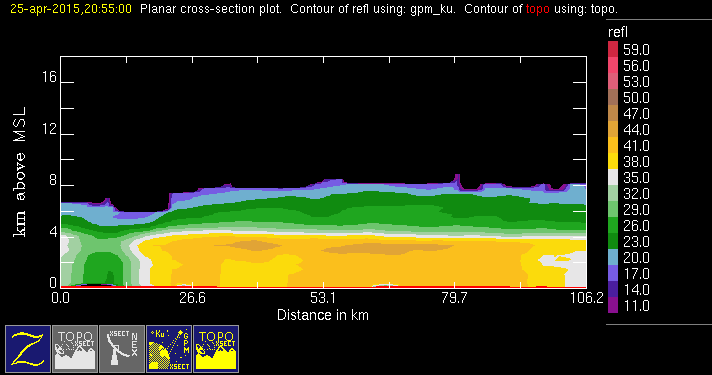 25-apr-2015,20:55:00 Planar cross-section plot. Contour of refl using: gpm_ku. Contour of topo using: topo.
refl
59.0
56.0
53.0
50.0
47.0
44.0
41.0
38.0
35.0
32.0
29.0
26.0
23.0
20.0
17.0
14.0
11.0
km above MSL
16
12
8
4
0
0.0 26.6 53.1 79.7 106.2
Distance in km
Z
TOPO XSECT
XSECT NEXR
Ku GPM XSECT
TOPO XSECT